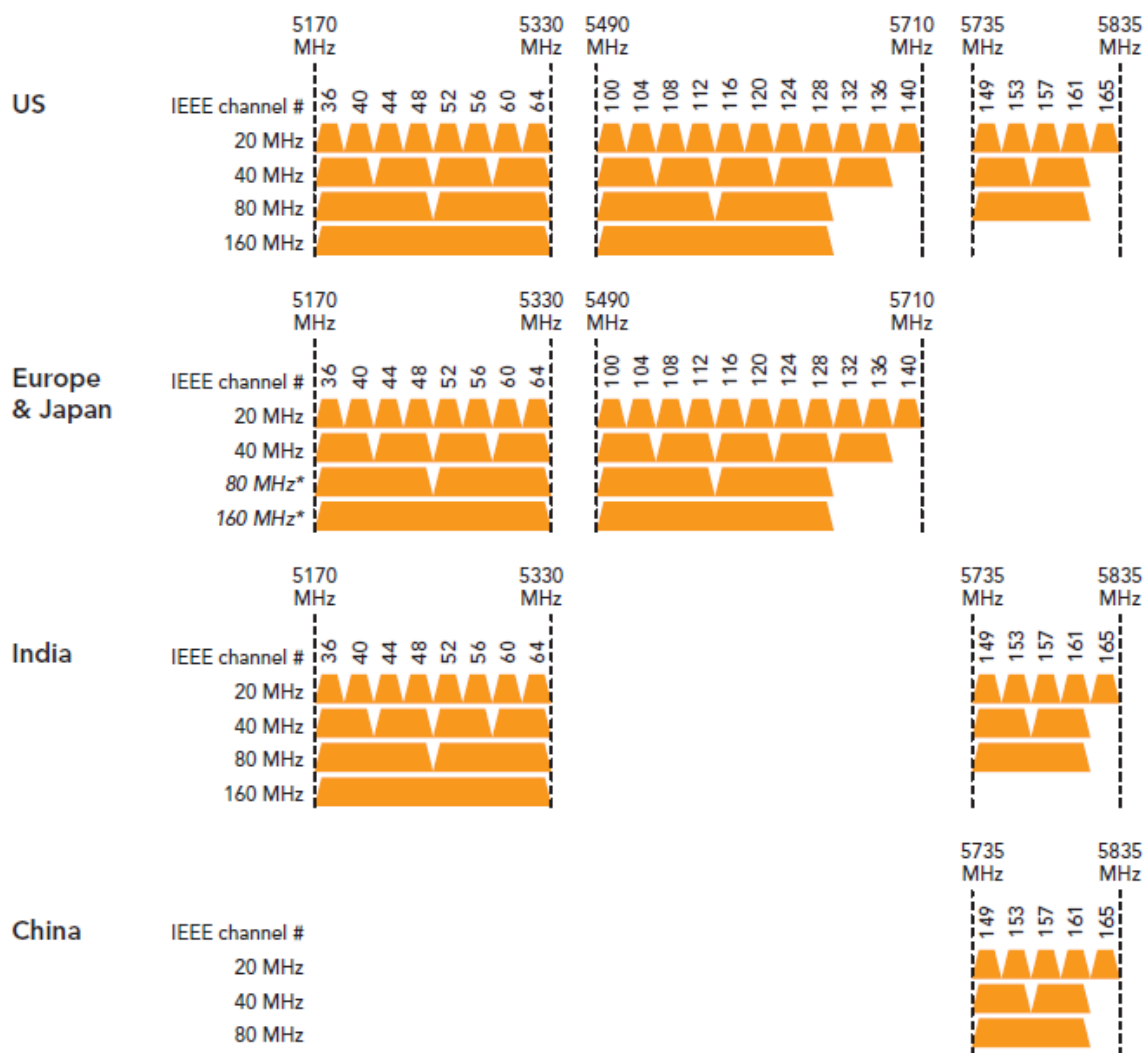 5170 MHz 5330 MHz 5490 MHz 5710 MHz 5735 MHz 5835 MHz
US
IEEE channel # 36 40 44 48 52 56 60 64 100 104 108 112 116 120 124 128 132 136 140 149 153 157 161 165
20 MHz
40 MHz
80 MHz
160 MHz
5170 MHz 5330 MHz 5490 MHz 5710 MHz
Europe & Japan
IEEE channel # 36 40 44 48 52 56 60 64 100 104 108 112 116 120 124 128 132 136 140
20 MHz
40 MHz
80 MHz*
160 MHz*
5170 MHz 5330 MHz 5735 MHz 5835 MHz
India
IEEE channel # 36 40 44 48 52 56 60 64 149 153 157 161 165
20 MHz
40 MHz
80 MHz
160 MHz
5735 MHz 5835 MHz
China
IEEE channel # 149 153 157 161 165
20 MHz
40 MHz
80 MHz